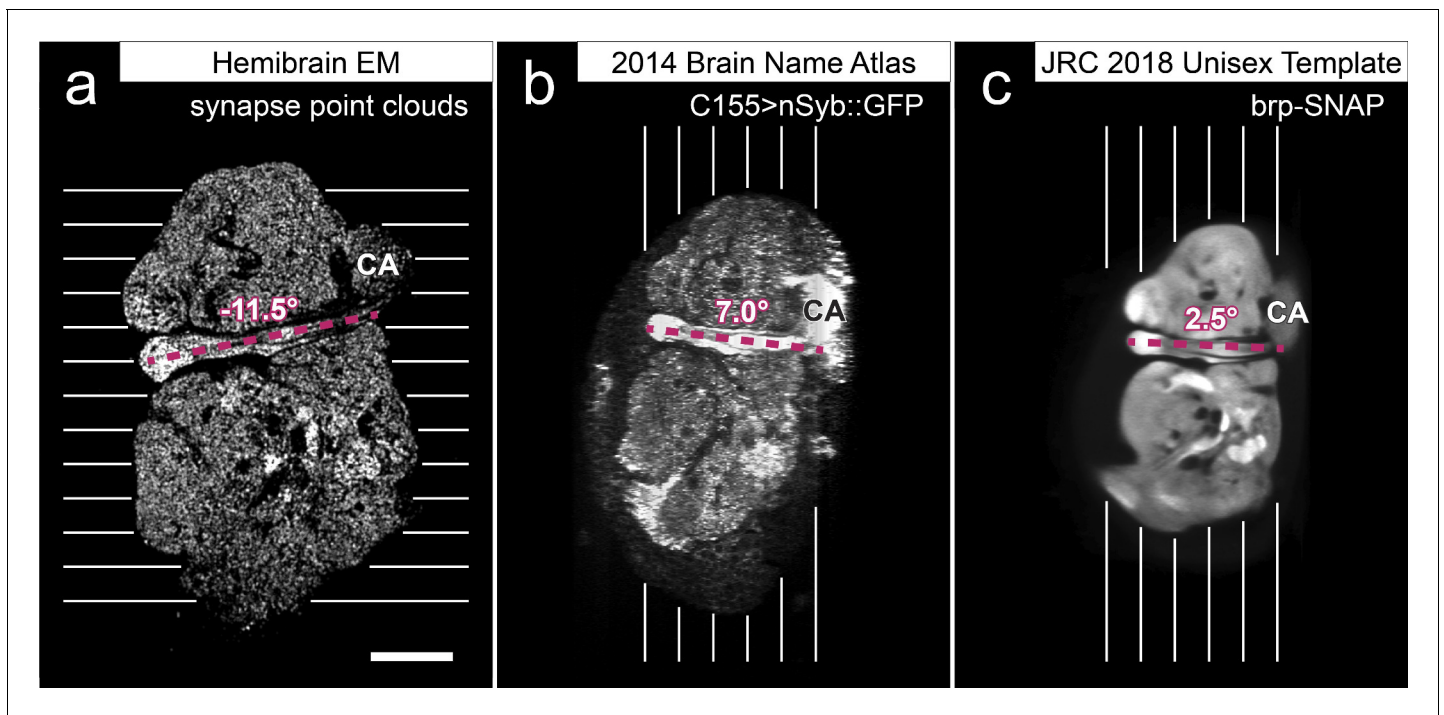 a
Hemibrain EM
synapse point clouds
CA
-11.5°
b
2014 Brain Name Atlas
C155>nSyb::GFP
7.0°
CA
c
JRC 2018 Unisex Template
brp-SNAP
2.5°
CA